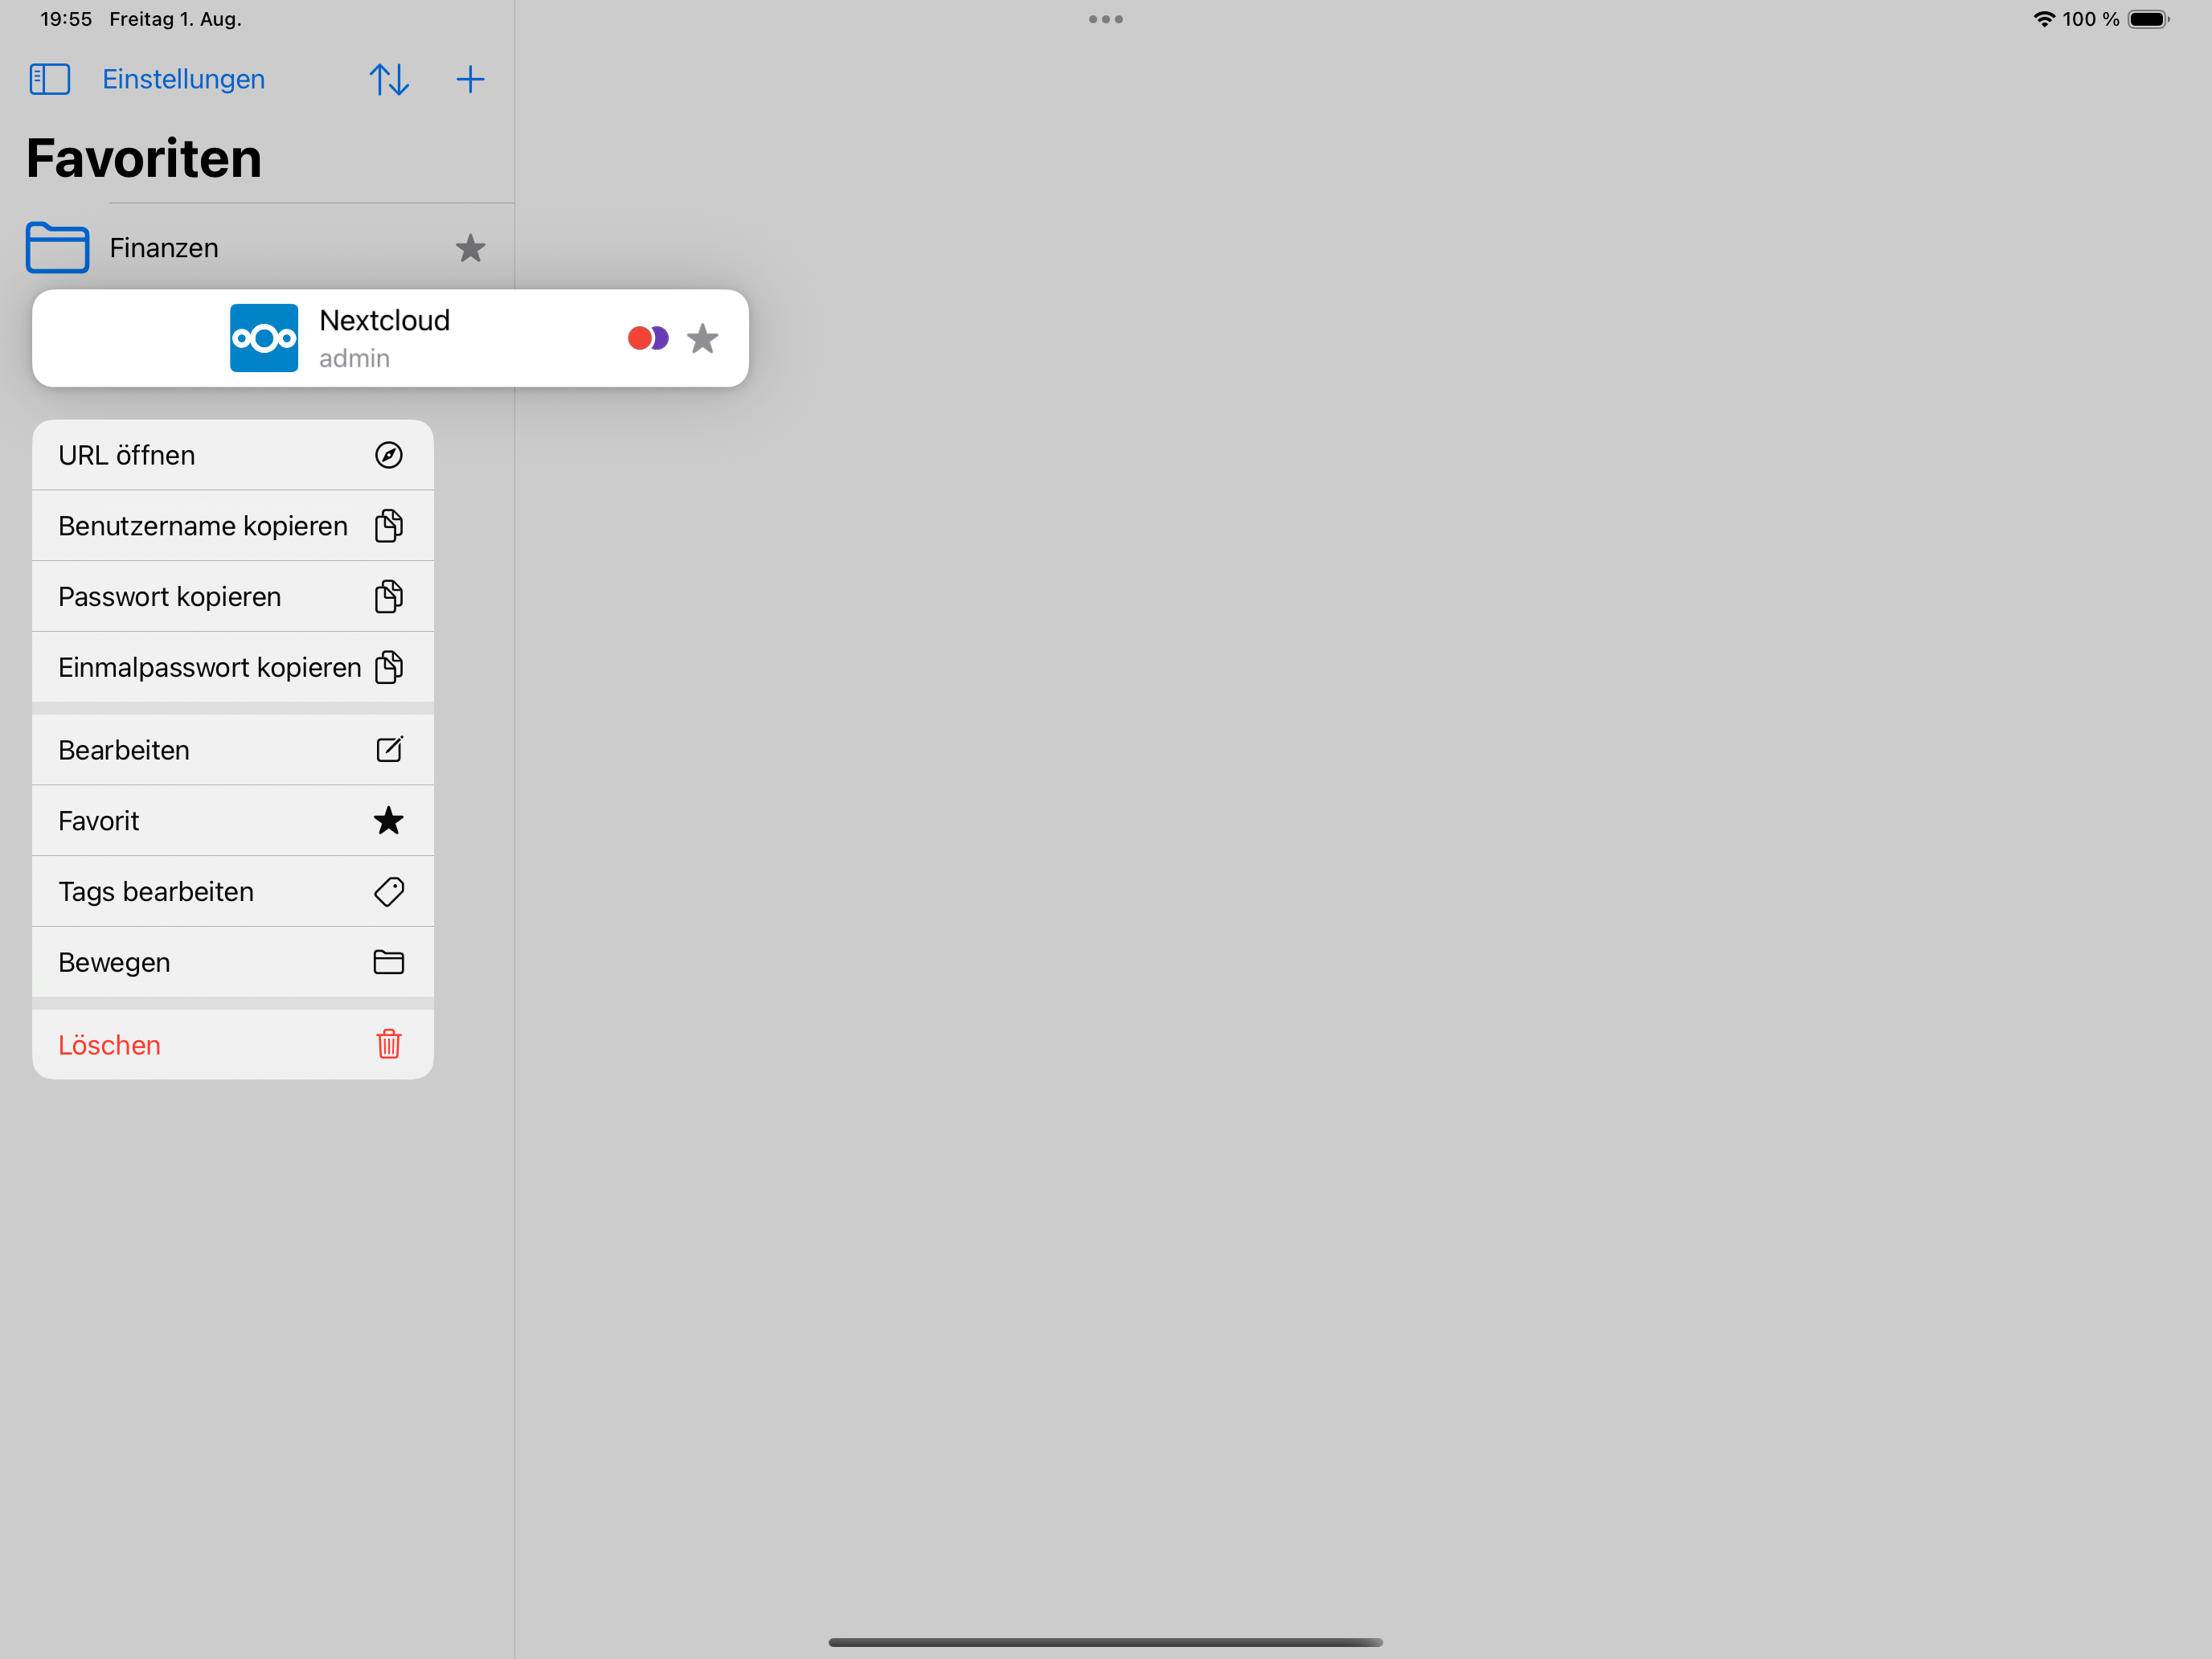 19:55 Freitag 1. Aug.
100 %
Einstellungen
Favoriten
Finanzen
Nextcloud
admin
URL öffnen
Benutzername kopieren
Passwort kopieren
Einmalpasswort kopieren
Bearbeiten
Favorit
Tags bearbeiten
Bewegen
Löschen